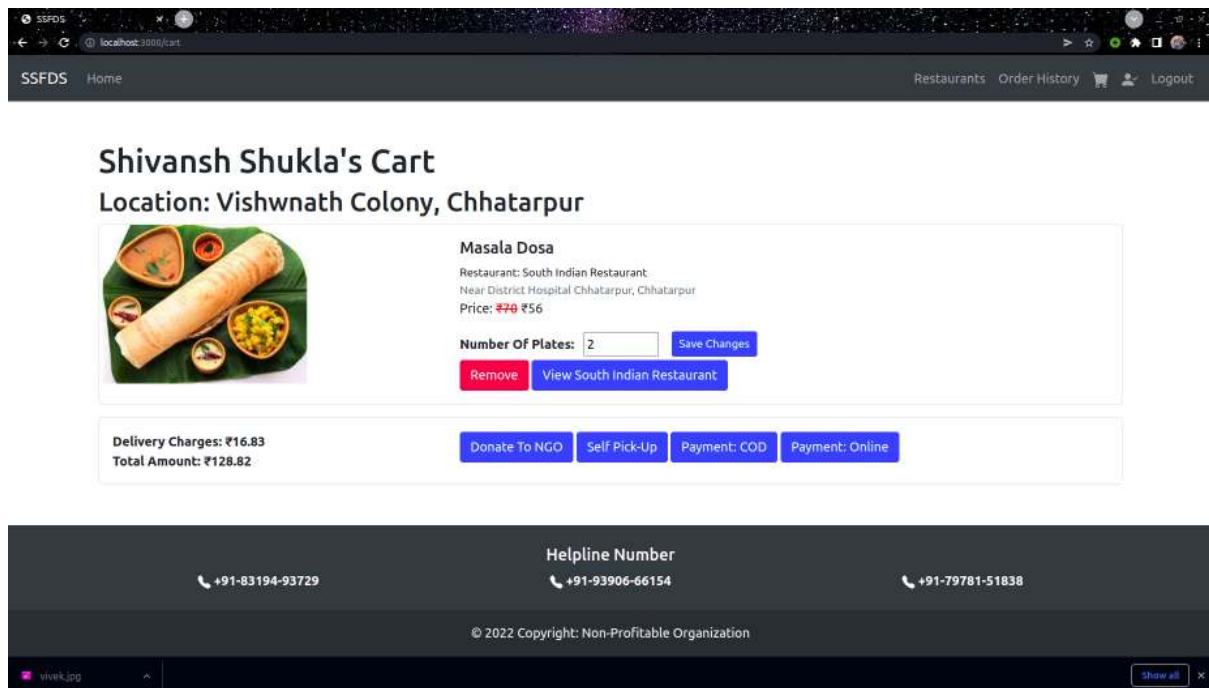 SSFDS
localhost:3000/cart
SSFDS Home Restaurants Order History Logout
Shivansh Shukla's Cart
Location: Vishwnath Colony, Chhatarpur
Masala Dosa
Restaurant: South Indian Restaurant
Near District Hospital Chhatarpur, Chhatarpur
Price: ₹70 ₹56
Number Of Plates: 2 Save Changes
Remove View South Indian Restaurant
Delivery Charges: ₹16.83
Total Amount: ₹128.82
Donate To NGO Self Pick-Up Payment: COD Payment: Online
Helpline Number
+91-83194-93729 +91-93906-66154 +91-79781-51838
© 2022 Copyright: Non-Profitable Organization
vivek.jpg Show all